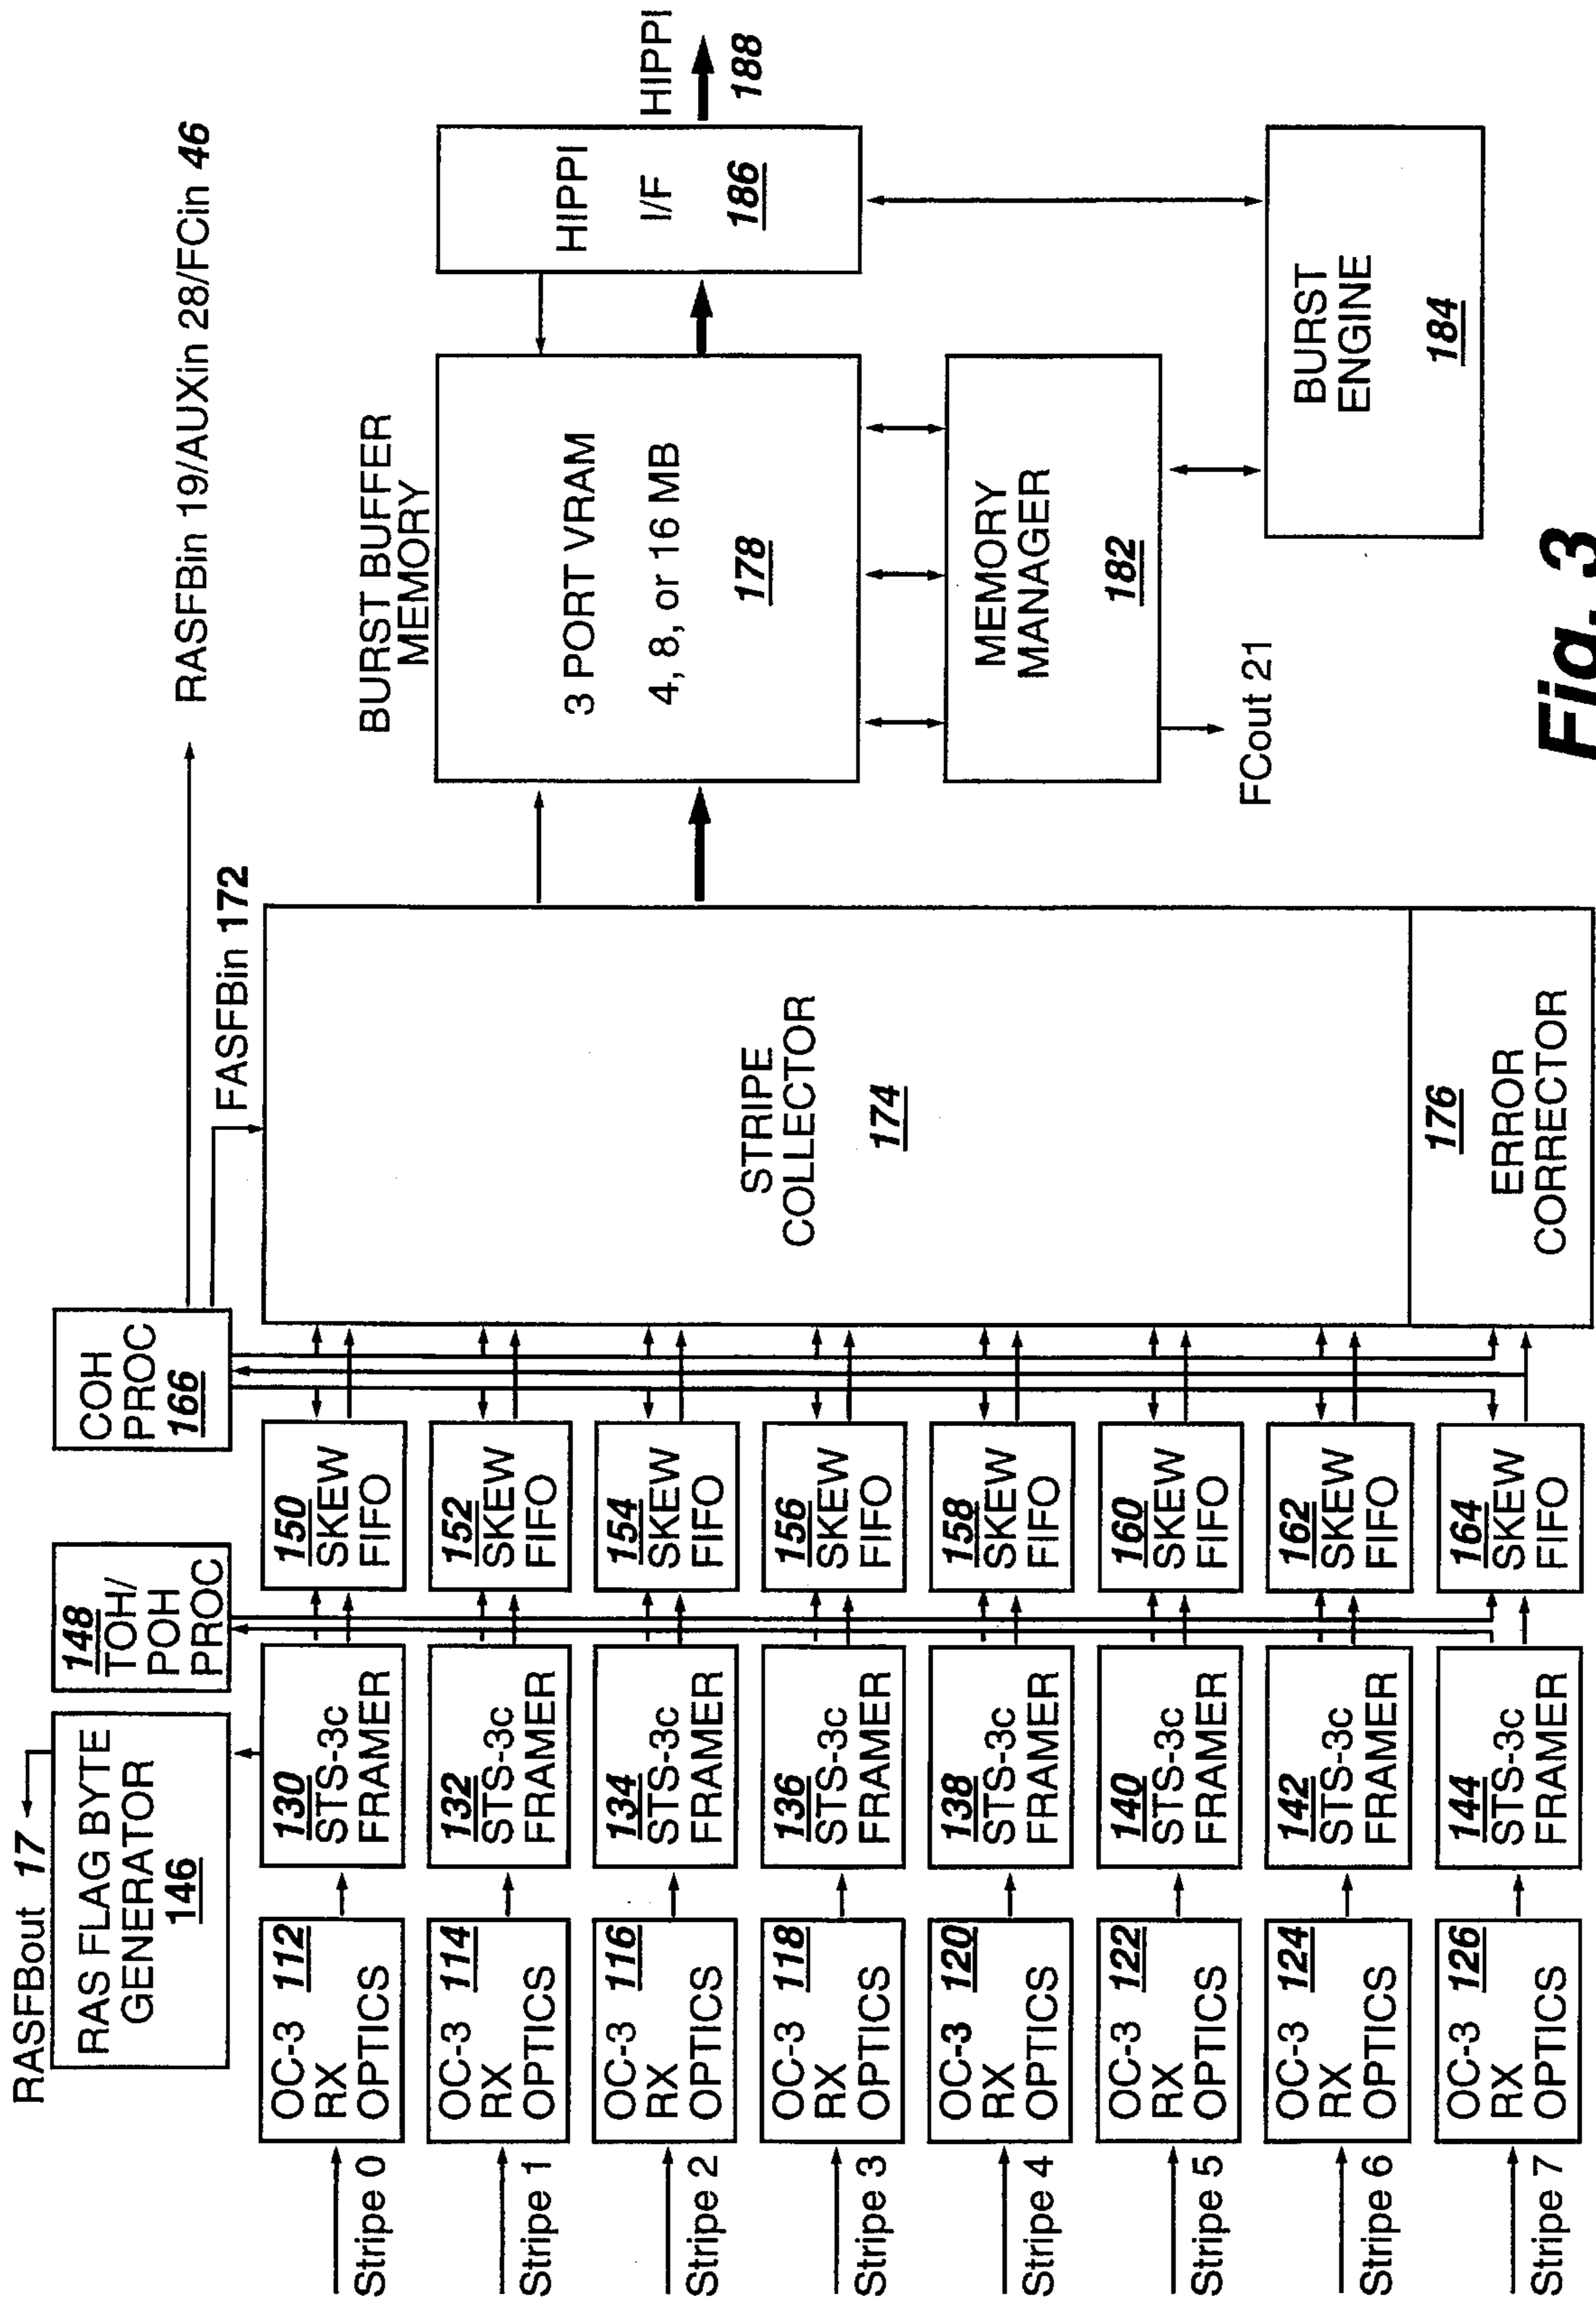 RASFBout 17
RAS FLAG BYTE
GENERATOR
146
148
TOH/
POH
PROC
COH
PROC
166
RASFBin 19/AUXin 28/FCin 46
FASFBin 172
Stripe 0
OC-3 112
RX
OPTICS
130
STS-3c
FRAMER
150
SKEW
FIFO
Stripe 1
OC-3 114
RX
OPTICS
132
STS-3c
FRAMER
152
SKEW
FIFO
Stripe 2
OC-3 116
RX
OPTICS
134
STS-3c
FRAMER
154
SKEW
FIFO
Stripe 3
OC-3 118
RX
OPTICS
136
STS-3c
FRAMER
156
SKEW
FIFO
Stripe 4
OC-3 120
RX
OPTICS
138
STS-3c
FRAMER
158
SKEW
FIFO
Stripe 5
OC-3 122
RX
OPTICS
140
STS-3c
FRAMER
160
SKEW
FIFO
Stripe 6
OC-3 124
RX
OPTICS
142
STS-3c
FRAMER
162
SKEW
FIFO
Stripe 7
OC-3 126
RX
OPTICS
144
STS-3c
FRAMER
164
SKEW
FIFO
STRIPE
COLLECTOR
174
176
ERROR
CORRECTOR
BURST BUFFER
MEMORY
3 PORT VRAM
4, 8, or 16 MB
178
MEMORY
MANAGER
182
FCout 21
HIPPI
I/F
186
HIPPI
188
BURST
ENGINE
184
Fig. 3